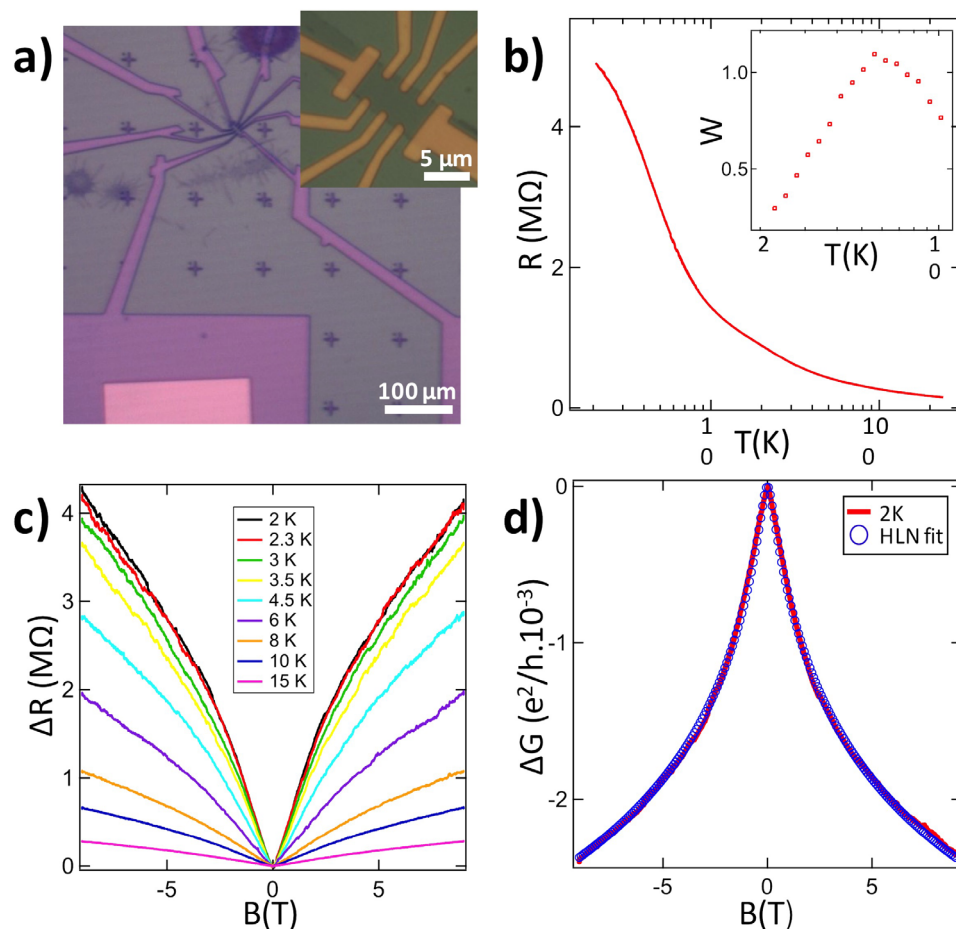 a)
5 µm
100 µm
b)
R (MΩ)
4
2
0
1
0
10
0
T(K)
W
1.0
0.5
2
1
0
T(K)
c)
ΔR (MΩ)
4
3
2
1
0
2 K
2.3 K
3 K
3.5 K
4.5 K
6 K
8 K
10 K
15 K
-5
0
5
B(T)
d)
ΔG (e²/h.10⁻³)
0
-1
-2
2K
HLN fit
-5
0
5
B(T)